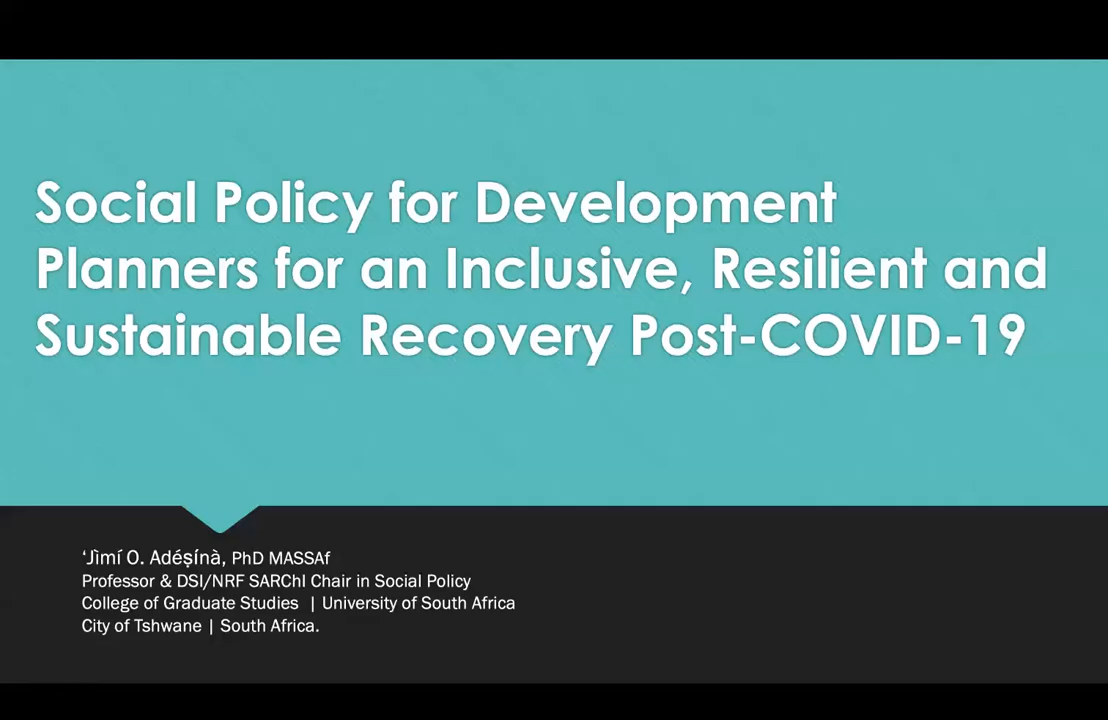 Social Policy for Development
Planners for an Inclusive, Resilient and
Sustainable Recovery Post-COVID-19
‘Jìmí O. Adéṣínà, PhD MASSAf
Professor & DSI/NRF SARChI Chair in Social Policy
College of Graduate Studies | University of South Africa
City of Tshwane | South Africa.